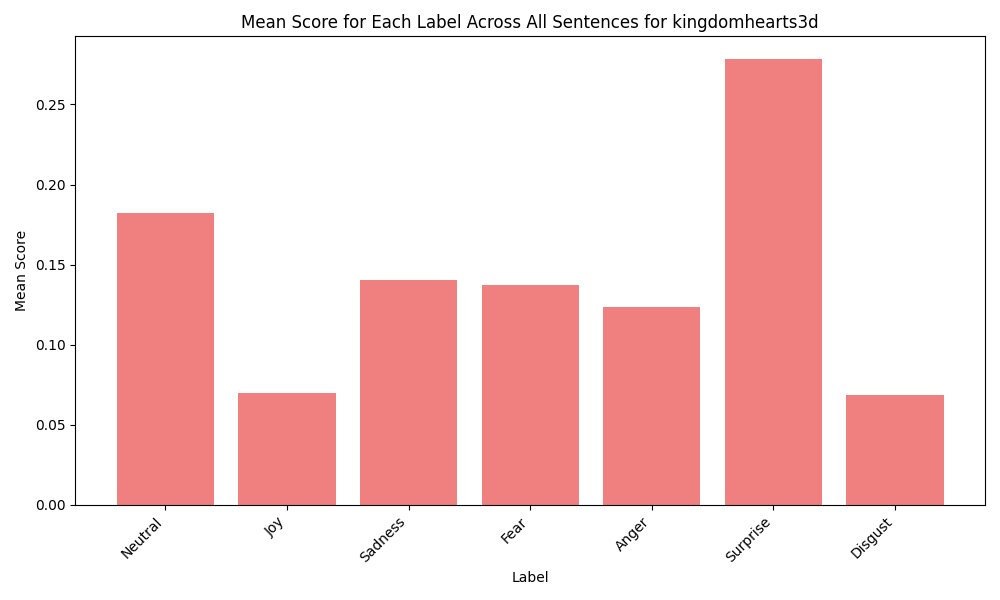 Mean Score for Each Label Across All Sentences for kingdomhearts3d
Mean Score
0.25
0.20
0.15
0.10
0.05
0.00
Neutral
Joy
Sadness
Fear
Anger
Surprise
Disgust
Label